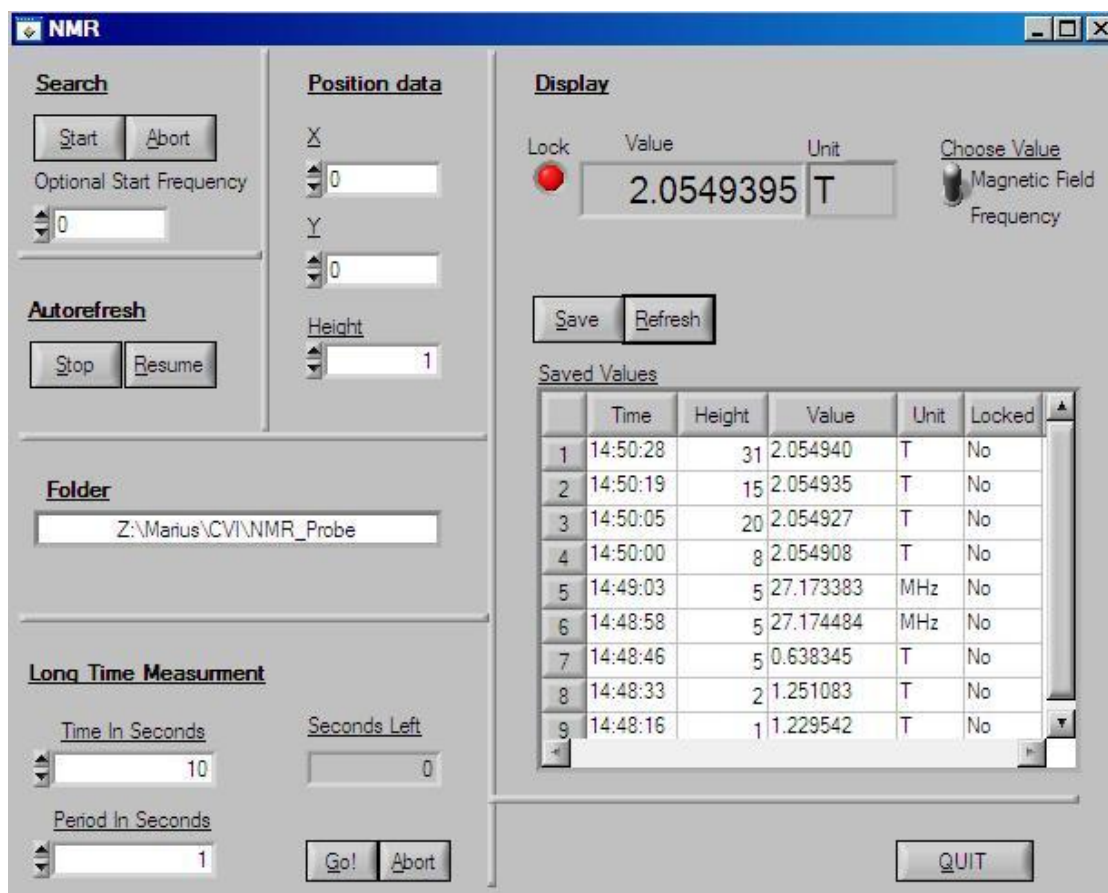 NMR
Search
Start Abort
Optional Start Frequency
0
Autorefresh
Stop Resume
Position data
X
0
Y
0
Height
1
Folder
Z:\Marius\CVI\NMR_Probe
Long Time Measurment
Time In Seconds
10
Seconds Left
0
Period In Seconds
1
Go! Abort
Display
Lock Value Unit
2.0549395 T
Choose Value
Magnetic Field
Frequency
Save Refresh
Saved Values
Time Height Value Unit Locked
1 14:50:28 31 2.054940 T No
2 14:50:19 15 2.054935 T No
3 14:50:05 20 2.054927 T No
4 14:50:00 8 2.054908 T No
5 14:49:03 5 27.173383 MHz No
6 14:48:58 5 27.174484 MHz No
7 14:48:46 5 0.638345 T No
8 14:48:33 2 1.251083 T No
9 14:48:16 1 1.229542 T No
QUIT